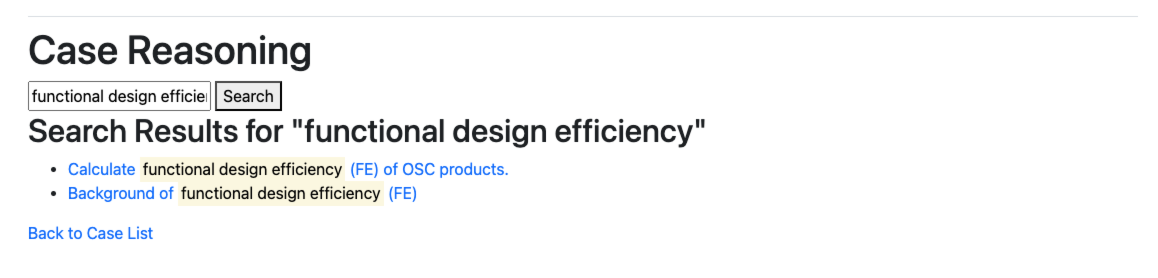 Case Reasoning
functional design efficie Search
Search Results for "functional design efficiency"
Calculate functional design efficiency (FE) of OSC products.
Background of functional design efficiency (FE)
Back to Case List